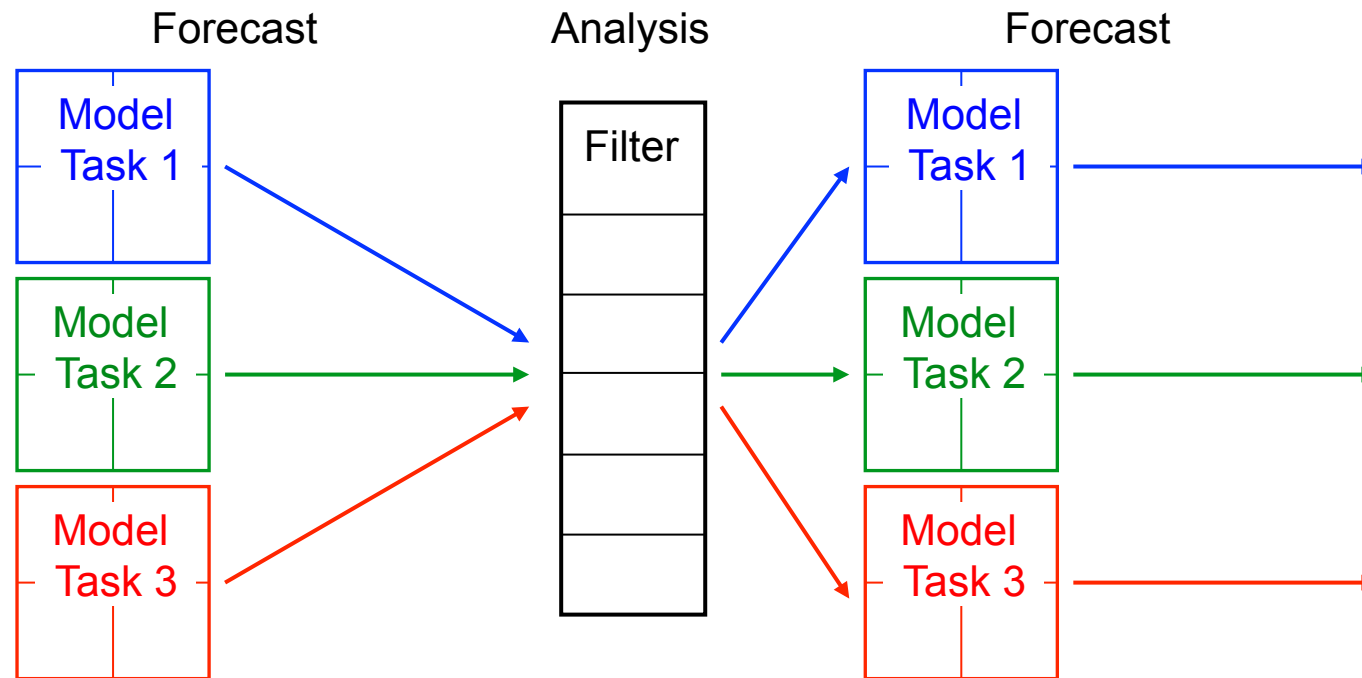 Forecast
Analysis
Forecast
Model
Task 1
Model
Task 2
Model
Task 3
Filter
Model
Task 1
Model
Task 2
Model
Task 3